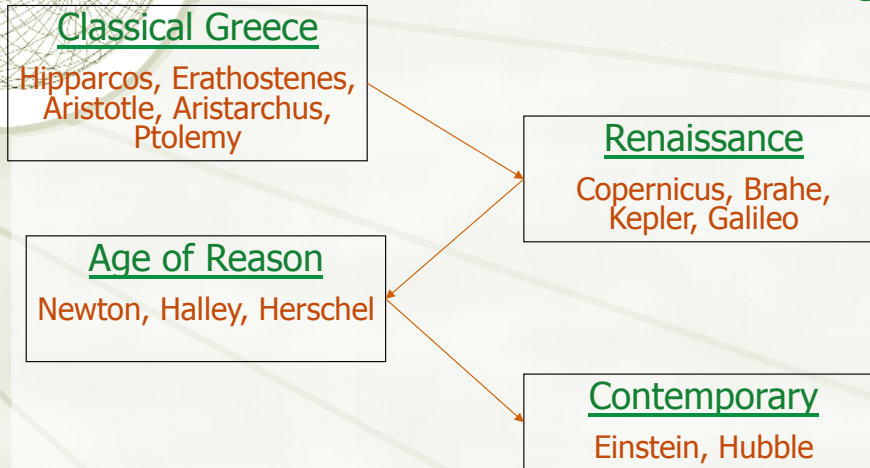 Classical Greece
Hipparcos, Erathostenes,
Aristotle, Aristarchus,
Ptolemy
Renaissance
Copernicus, Brahe,
Kepler, Galileo
Age of Reason
Newton, Halley, Herschel
Contemporary
Einstein, Hubble